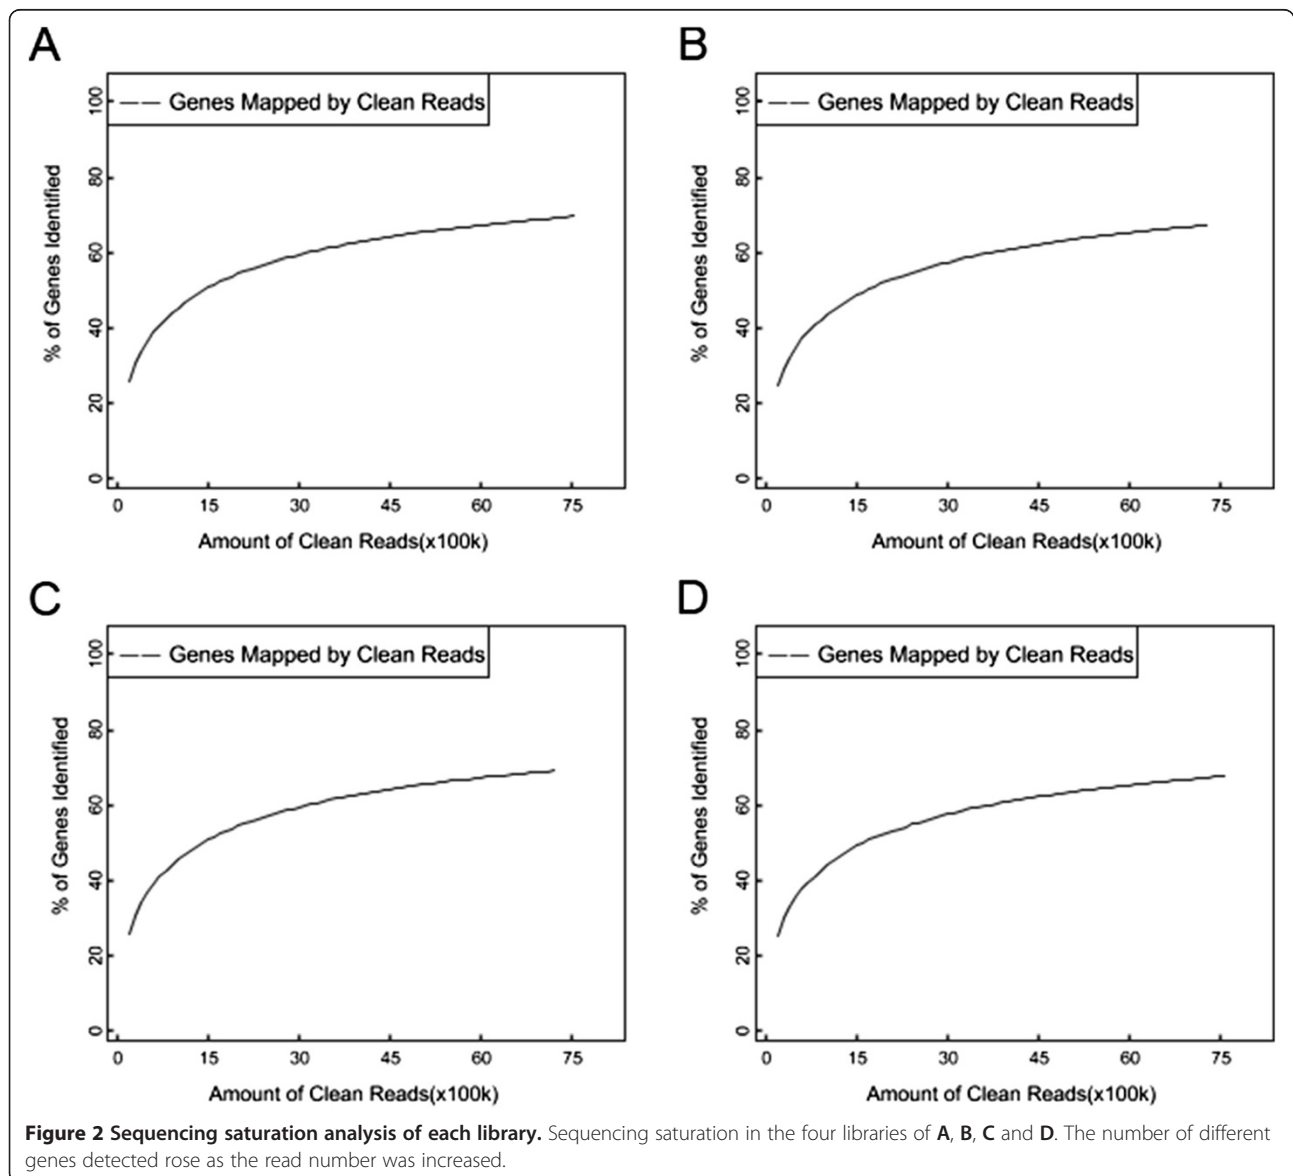 A
Genes Mapped by Clean Reads
% of Genes Identified
100
80
60
40
20
0
0 15 30 45 60 75
Amount of Clean Reads(x100k)
B
Genes Mapped by Clean Reads
% of Genes Identified
100
80
60
40
20
0
0 15 30 45 60 75
Amount of Clean Reads(x100k)
C
Genes Mapped by Clean Reads
% of Genes Identified
100
80
60
40
20
0
0 15 30 45 60 75
Amount of Clean Reads(x100k)
D
Genes Mapped by Clean Reads
% of Genes Identified
100
80
60
40
20
0
0 15 30 45 60 75
Amount of Clean Reads(x100k)
Figure 2 Sequencing saturation analysis of each library. Sequencing saturation in the four libraries of A, B, C and D. The number of different
genes detected rose as the read number was increased.